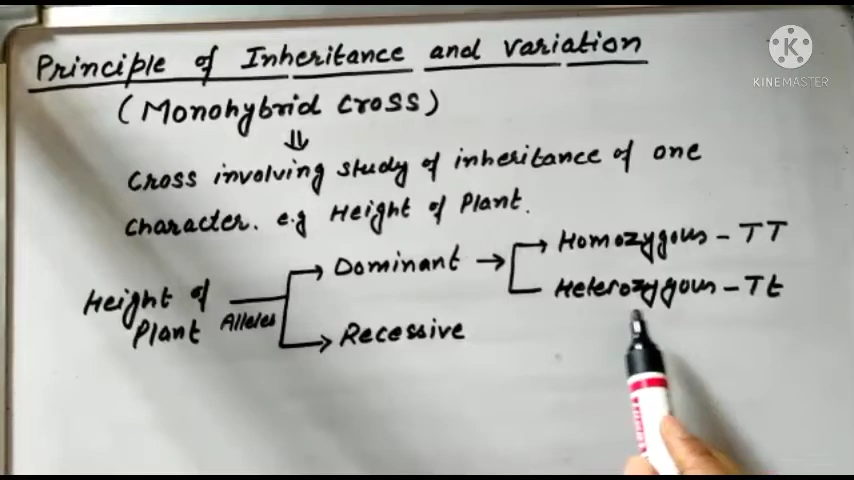 Principle of Inheritance and variation
(Monohybrid Cross)
Cross involving study of inheritance of one
character. e.g Height of Plant.
Height of Plant
Alleles
Dominant
Homozygous - TT
Heterozygous - Tt
Recessive
K
KINEMASTER